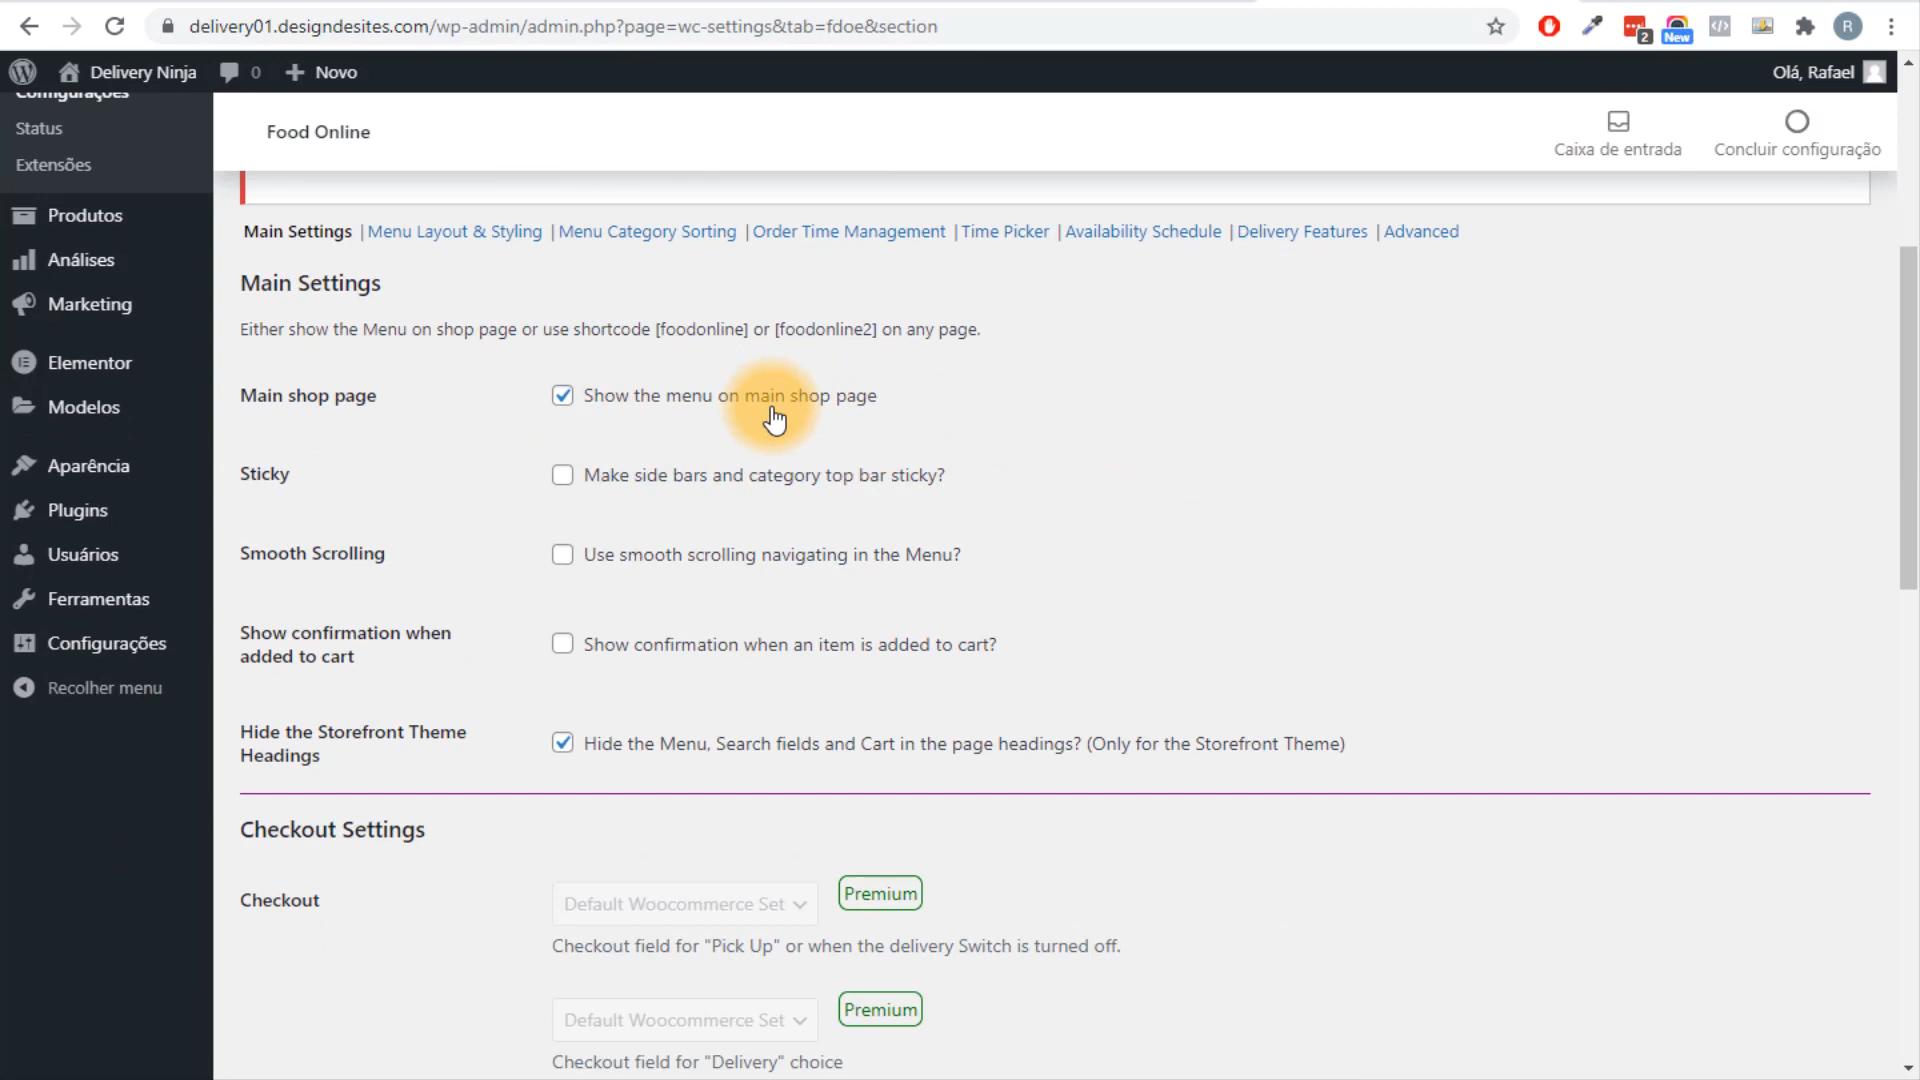 delivery01.designdesites.com/wp-admin/admin.php?page=wc-settings&tab=fdoe&section
2
New
R
Delivery Ninja
0
Novo
Olá, Rafael
Configurações
Status
Extensões
Produtos
Análises
Marketing
Elementor
Modelos
Aparência
Plugins
Usuários
Ferramentas
Configurações
Recolher menu
Food Online
Caixa de entrada
Concluir configuração
Main Settings | Menu Layout & Styling | Menu Category Sorting | Order Time Management | Time Picker | Availability Schedule | Delivery Features | Advanced
Main Settings
Either show the Menu on shop page or use shortcode [foodonline] or [foodonline2] on any page.
Main shop page
Show the menu on main shop page
Sticky
Make side bars and category top bar sticky?
Smooth Scrolling
Use smooth scrolling navigating in the Menu?
Show confirmation when
added to cart
Show confirmation when an item is added to cart?
Hide the Storefront Theme
Headings
Hide the Menu, Search fields and Cart in the page headings? (Only for the Storefront Theme)
Checkout Settings
Checkout
Default Woocommerce Set
Premium
Checkout field for "Pick Up" or when the delivery Switch is turned off.
Default Woocommerce Set
Premium
Checkout field for "Delivery" choice